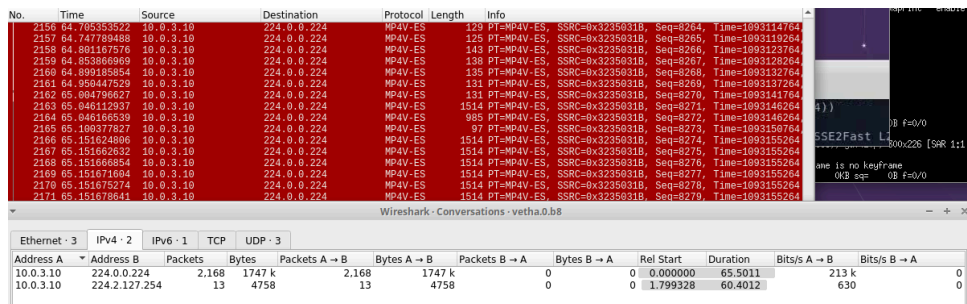 No. Time Source Destination Protocol Length Info
2156 64.705353522 10.0.3.10 224.0.0.224 MP4V-ES 129 PT=MP4V-ES, SSRC=0x3235031B, Seq=8264, Time=1093114764,
2157 64.747789488 10.0.3.10 224.0.0.224 MP4V-ES 125 PT=MP4V-ES, SSRC=0x3235031B, Seq=8265, Time=1093119264,
2158 64.801167576 10.0.3.10 224.0.0.224 MP4V-ES 143 PT=MP4V-ES, SSRC=0x3235031B, Seq=8266, Time=1093123764,
2159 64.853866969 10.0.3.10 224.0.0.224 MP4V-ES 138 PT=MP4V-ES, SSRC=0x3235031B, Seq=8267, Time=1093128264,
2160 64.899185854 10.0.3.10 224.0.0.224 MP4V-ES 135 PT=MP4V-ES, SSRC=0x3235031B, Seq=8268, Time=1093132764,
2161 64.950447529 10.0.3.10 224.0.0.224 MP4V-ES 131 PT=MP4V-ES, SSRC=0x3235031B, Seq=8269, Time=1093137264,
2162 65.004796627 10.0.3.10 224.0.0.224 MP4V-ES 131 PT=MP4V-ES, SSRC=0x3235031B, Seq=8270, Time=1093141764,
2163 65.046112937 10.0.3.10 224.0.0.224 MP4V-ES 1514 PT=MP4V-ES, SSRC=0x3235031B, Seq=8271, Time=1093146264,
2164 65.046166539 10.0.3.10 224.0.0.224 MP4V-ES 985 PT=MP4V-ES, SSRC=0x3235031B, Seq=8272, Time=1093146264,
2165 65.100377827 10.0.3.10 224.0.0.224 MP4V-ES 97 PT=MP4V-ES, SSRC=0x3235031B, Seq=8273, Time=1093150764,
2166 65.151624806 10.0.3.10 224.0.0.224 MP4V-ES 1514 PT=MP4V-ES, SSRC=0x3235031B, Seq=8274, Time=1093155264
2167 65.151662632 10.0.3.10 224.0.0.224 MP4V-ES 1514 PT=MP4V-ES, SSRC=0x3235031B, Seq=8275, Time=1093155264
2168 65.151666854 10.0.3.10 224.0.0.224 MP4V-ES 1514 PT=MP4V-ES, SSRC=0x3235031B, Seq=8276, Time=1093155264
2169 65.151671604 10.0.3.10 224.0.0.224 MP4V-ES 1514 PT=MP4V-ES, SSRC=0x3235031B, Seq=8277, Time=1093155264
2170 65.151675274 10.0.3.10 224.0.0.224 MP4V-ES 1514 PT=MP4V-ES, SSRC=0x3235031B, Seq=8278, Time=1093155264
2171 65.151678641 10.0.3.10 224.0.0.224 MP4V-ES 1514 PT=MP4V-ES, SSRC=0x3235031B, Seq=8279, Time=1093155264
4))
0B f=0/0
SSE2Fast LZ
800x226 [SAR 1:1
ame is no keyframe
0KB sq= 0B f=0/0
Wireshark · Conversations · vetha.0.b8
Ethernet · 3 IPv4 · 2 IPv6 · 1 TCP UDP · 3
Address A Address B Packets Bytes Packets A → B Bytes A → B Packets B → A Bytes B → A Rel Start Duration Bits/s A → B Bits/s B → A
10.0.3.10 224.0.0.224 2,168 1747 k 2,168 1747 k 0 0 0.000000 65.5011 213 k 0
10.0.3.10 224.2.127.254 13 4758 13 4758 0 0 1.799328 60.4012 630 0